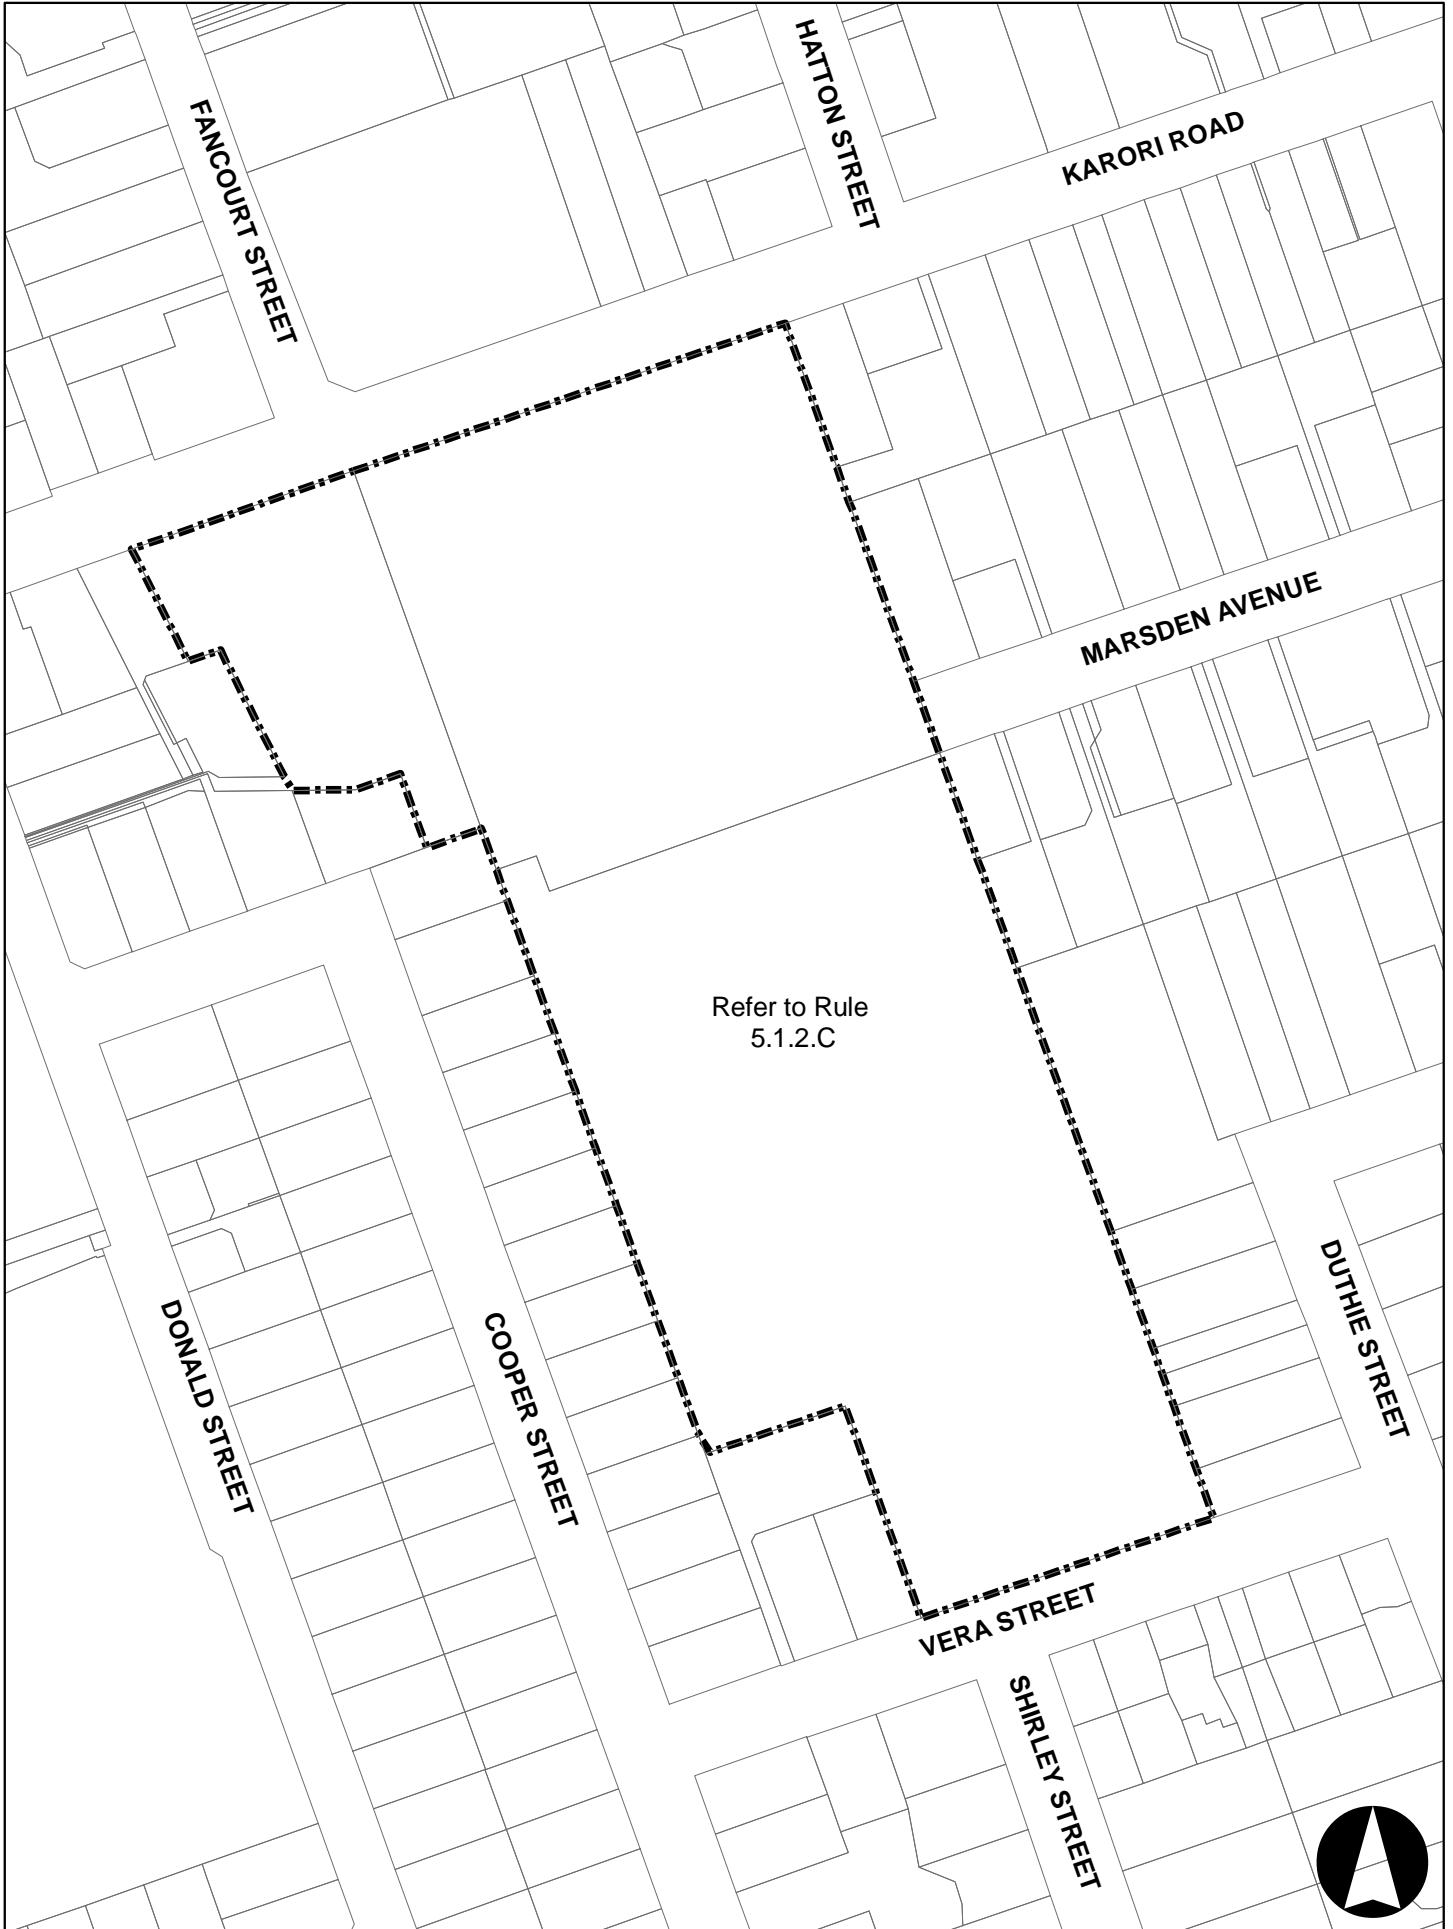 HATTON STREET
FANCOURT STREET
KARORI ROAD
MARSDEN AVENUE
Refer to Rule
5.1.2.C
DUTHIE STREET
DONALD STREET
COOPER STREET
VERA STREET
SHIRLEY STREET